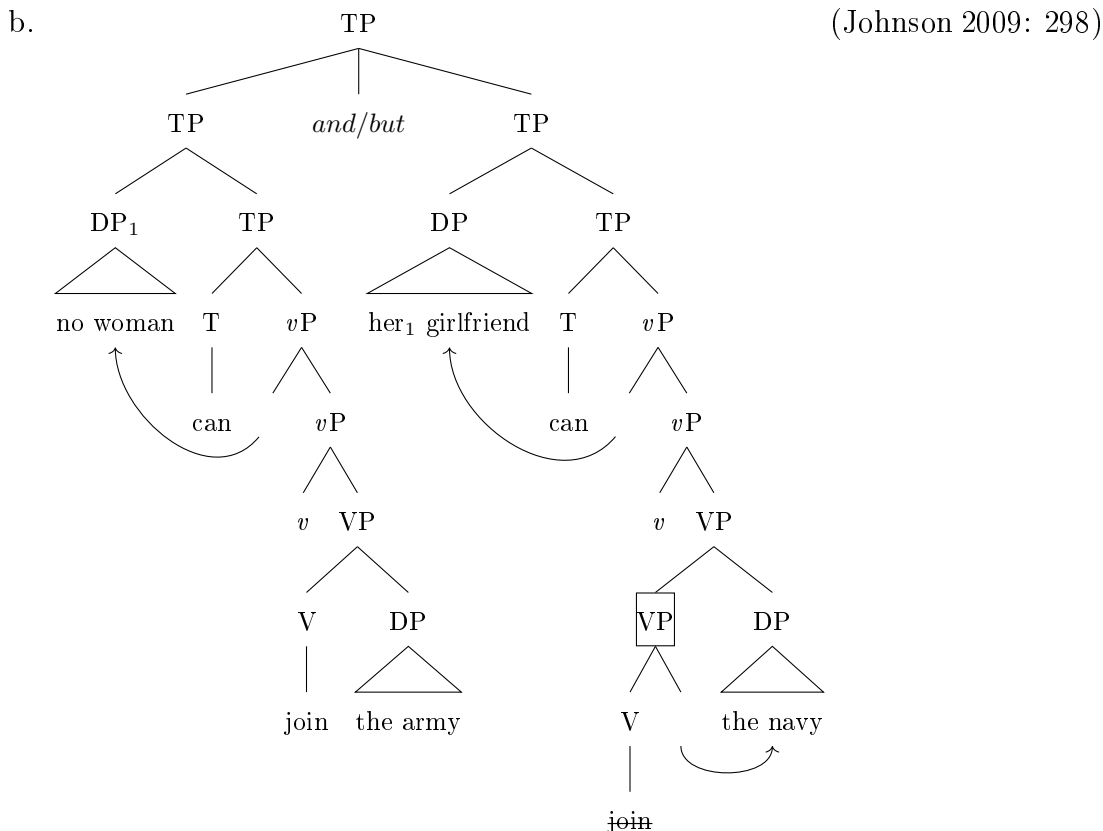 b. TP (Johnson 2009: 298)
TP and/but TP
DP₁ TP DP TP
no woman T vP her₁ girlfriend T vP
can vP can vP
v VP v VP
V DP VP DP
join the army V the navy
join